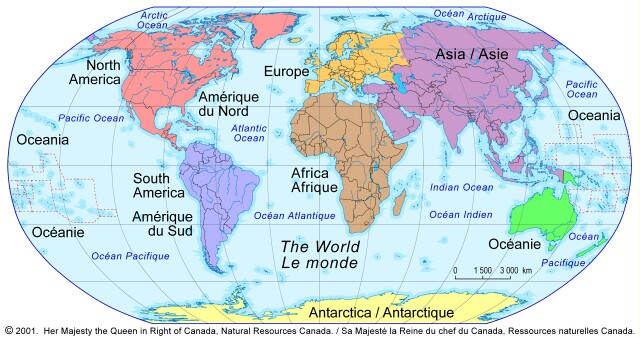 Arctic
Ocean
Océan Arctique
North
America
Europe
Asia / Asie
Amérique
du Nord
Pacific
Ocean
Pacific Ocean
Oceania
Atlantic
Ocean
Oceania
South
America
Africa
Afrique
Indian Ocean
Amérique
du Sud
Océan Atlantique
Océan Indien
Océanie
Océanie
Océan
Pacifique
The World
Le monde
Océan Pacifique
0 1 500 3 000 km
Antarctica / Antarctique
© 2001. Her Majesty the Queen in Right of Canada, Natural Resources Canada. / Sa Majesté la Reine du chef du Canada, Ressources naturelles Canada.